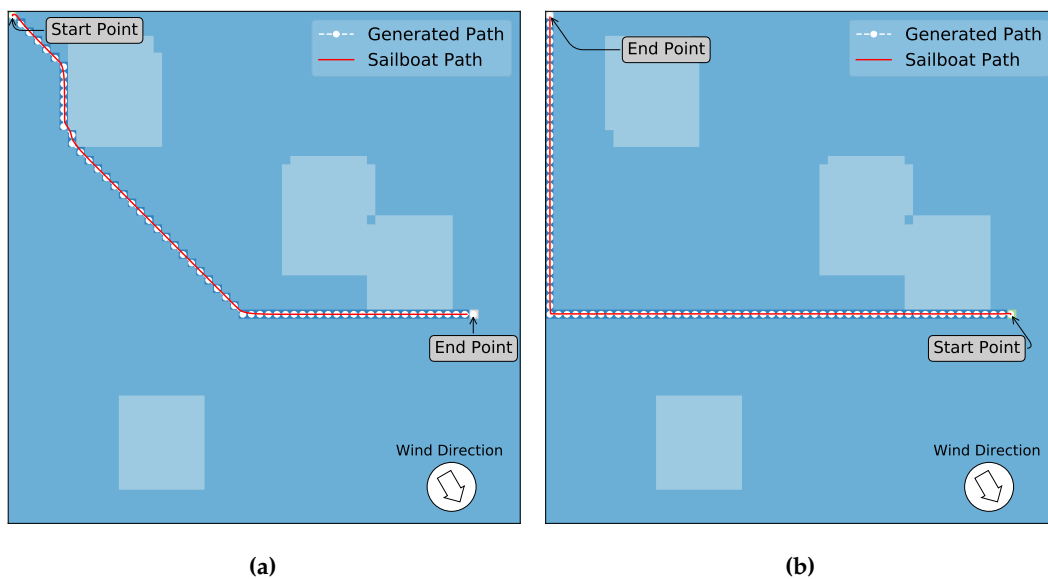 Start Point
Generated Path
Sailboat Path
End Point
Wind Direction
(a)
End Point
Generated Path
Sailboat Path
Start Point
Wind Direction
(b)